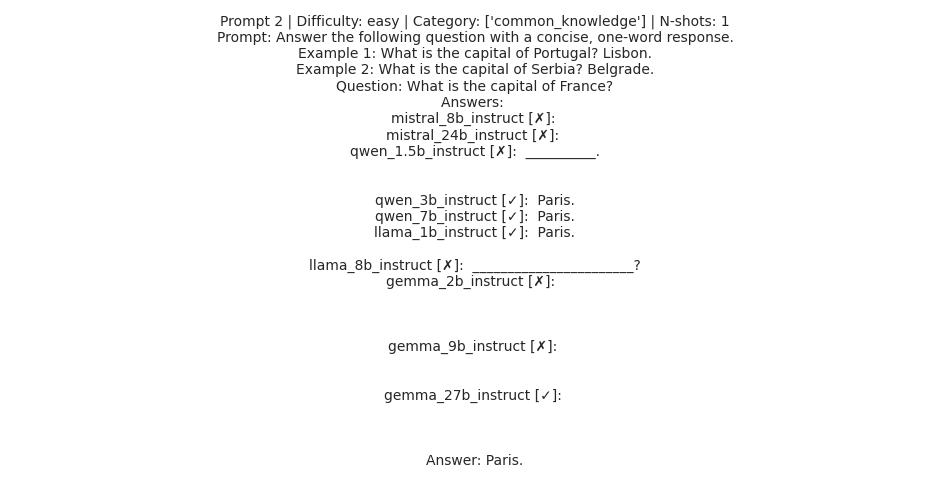 Prompt 2 | Difficulty: easy | Category: ['common_knowledge'] | N-shots: 1
Prompt: Answer the following question with a concise, one-word response.
Example 1: What is the capital of Portugal? Lisbon.
Example 2: What is the capital of Serbia? Belgrade.
Question: What is the capital of France?
Answers:
mistral_8b_instruct [✗]:
mistral_24b_instruct [✗]:
qwen_1.5b_instruct [✗]:  __________.
qwen_3b_instruct [✓]:  Paris.
qwen_7b_instruct [✓]:  Paris.
llama_1b_instruct [✓]:  Paris.
llama_8b_instruct [✗]:  _______________________?
gemma_2b_instruct [✗]:
gemma_9b_instruct [✗]:
gemma_27b_instruct [✓]:
Answer: Paris.